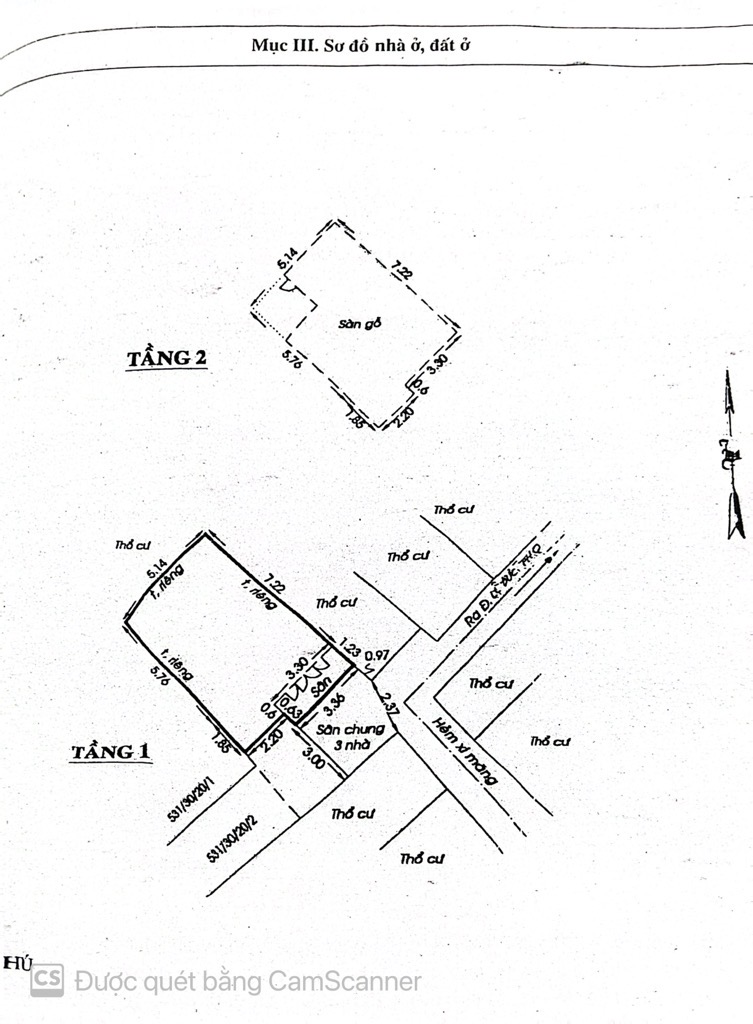 Mục III. Sơ đồ nhà ở, đất ở
5.14
7.22
Sàn gỗ
TẦNG 2
5.76
3.30
0.6
1.85
2.20
Thổ cư
Thổ cư
Thổ cư
5.14
t. riêng
7.22
t. riêng
Thổ cư
1.23
0.97
t. riêng
5.76
3.30
Sân
0.63
0.6
3.36
2.37
Thổ cư
Sân chung
3 nhà
Hẻm xi măng
Thổ cư
TẦNG 1
1.85
2.20
3.00
531/30/20/1
531/30/20/2
Thổ cư
Thổ cư
HÚ
CS Được quét bằng CamScanner